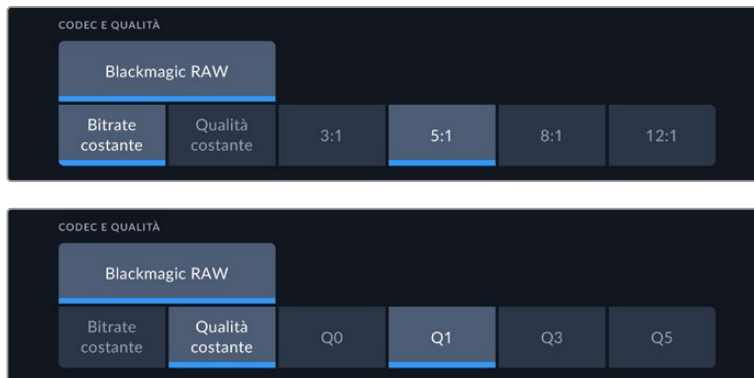 CODEC E QUALITÀ
Blackmagic RAW
Bitrate costante
Qualità costante
3:1
5:1
8:1
12:1
CODEC E QUALITÀ
Blackmagic RAW
Bitrate costante
Qualità costante
Q0
Q1
Q3
Q5